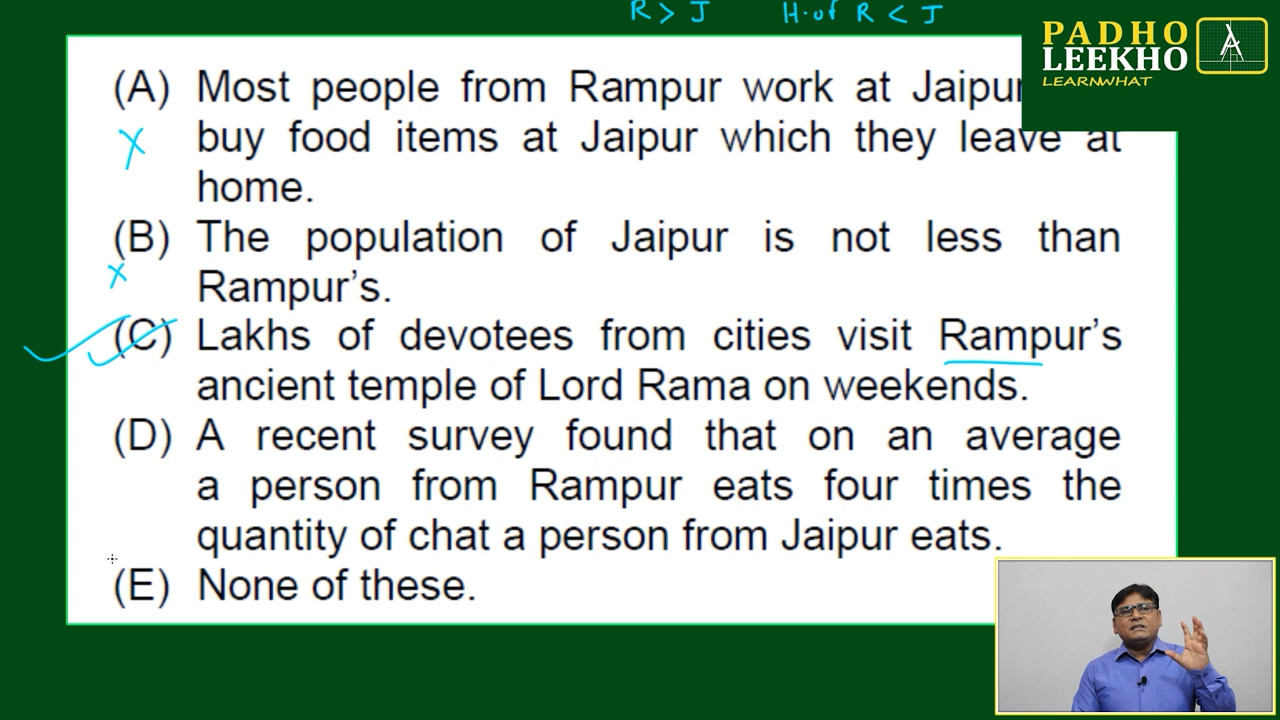 R > J H. of R < J
PADHO
LEEKHO
LEARNWHAT
(A) Most people from Rampur work at Jaipur
buy food items at Jaipur which they leave at
home.
(B) The population of Jaipur is not less than
Rampur's.
(C) Lakhs of devotees from cities visit Rampur's
ancient temple of Lord Rama on weekends.
(D) A recent survey found that on an average
a person from Rampur eats four times the
quantity of chat a person from Jaipur eats.
(E) None of these.